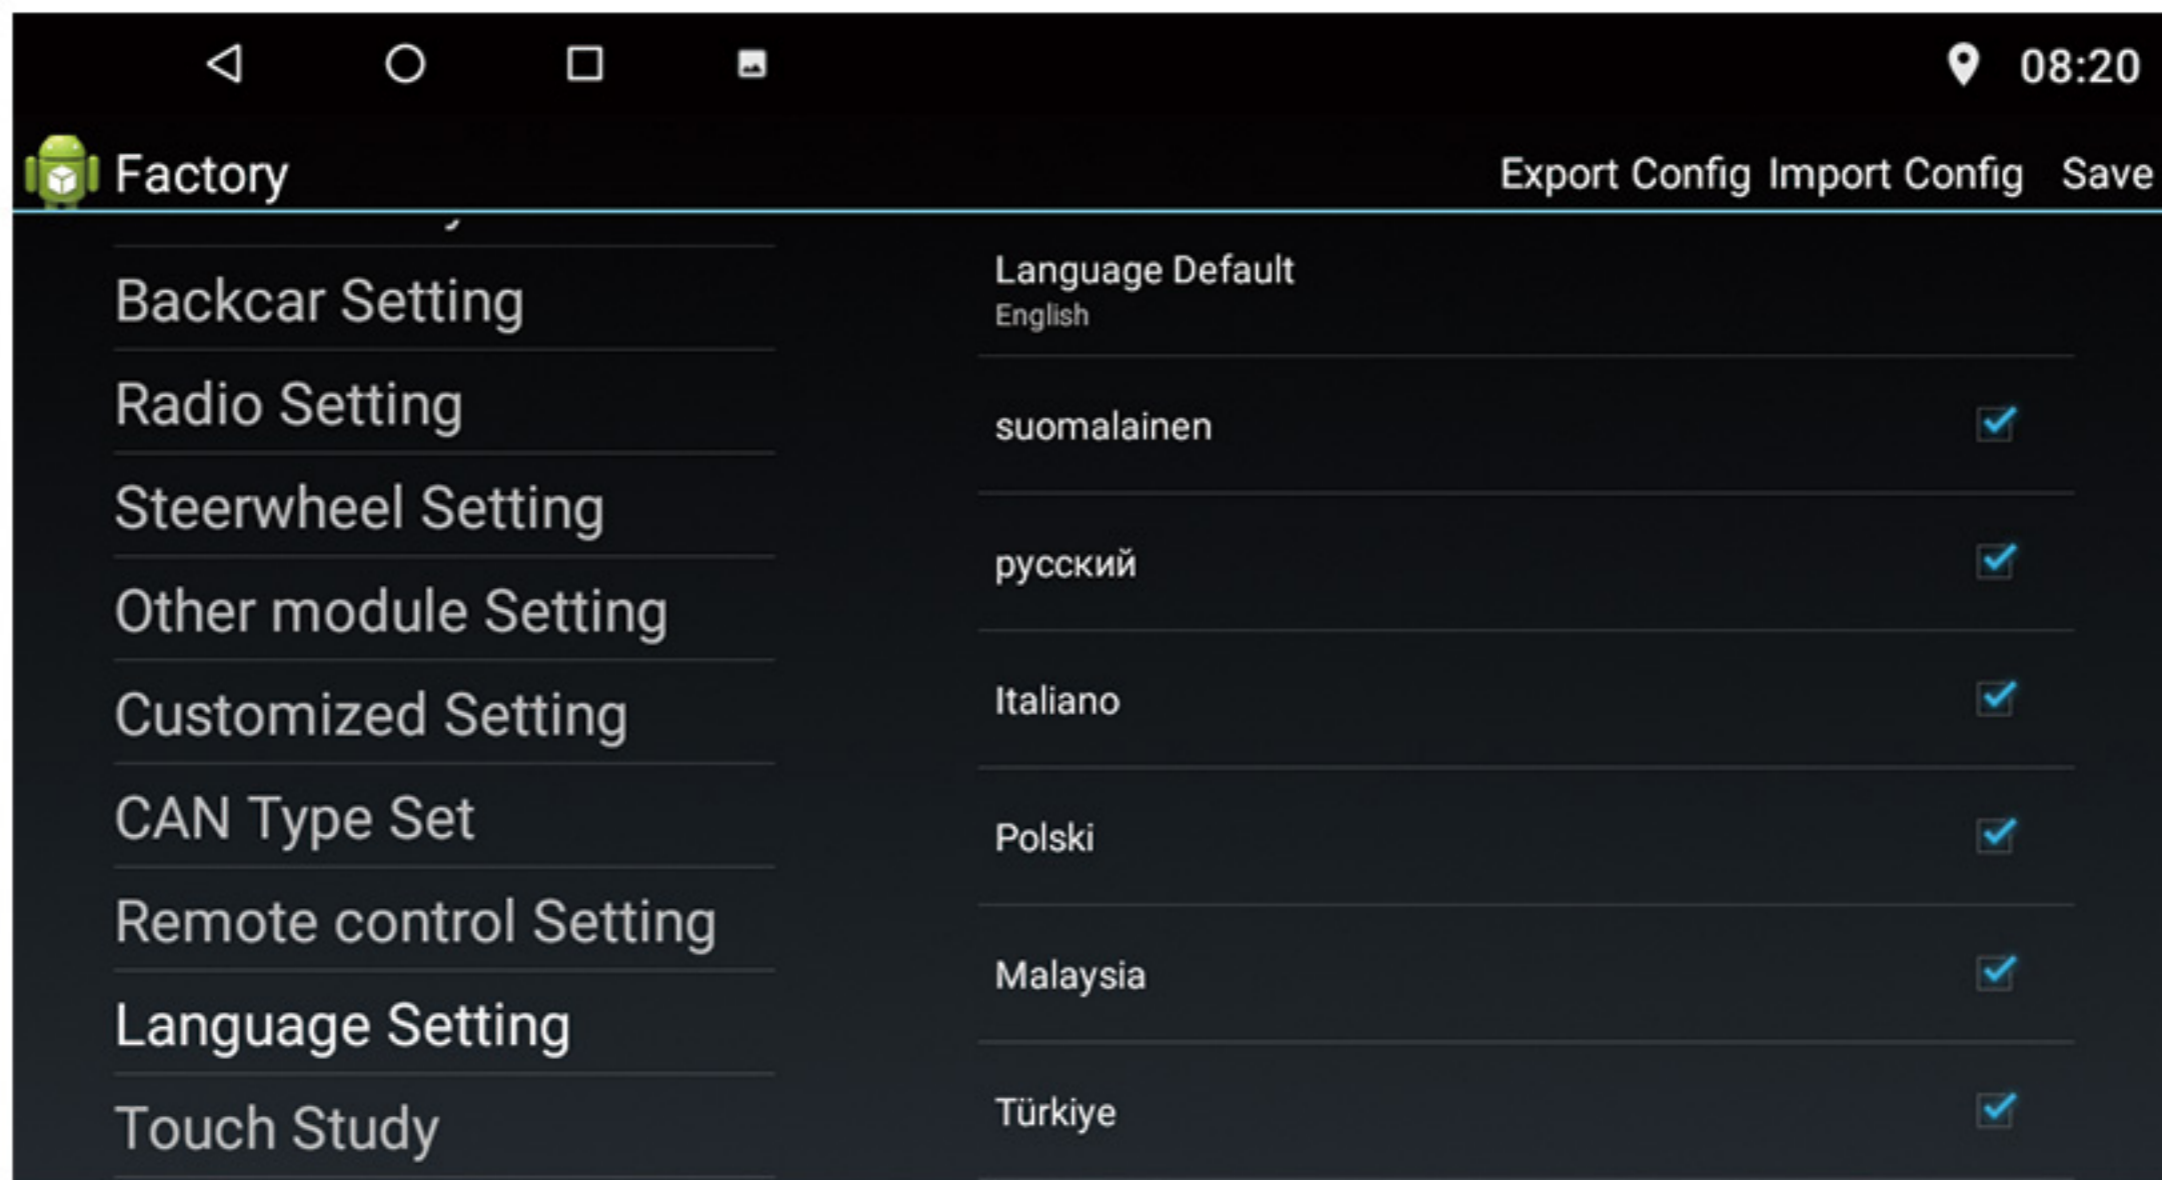 08:20
Factory
Export Config Import Config Save
Backcar Setting
Radio Setting
Steerwheel Setting
Other module Setting
Customized Setting
CAN Type Set
Remote control Setting
Language Setting
Touch Study
Language Default
English
suomalainen
русский
Italiano
Polski
Malaysia
Türkiye